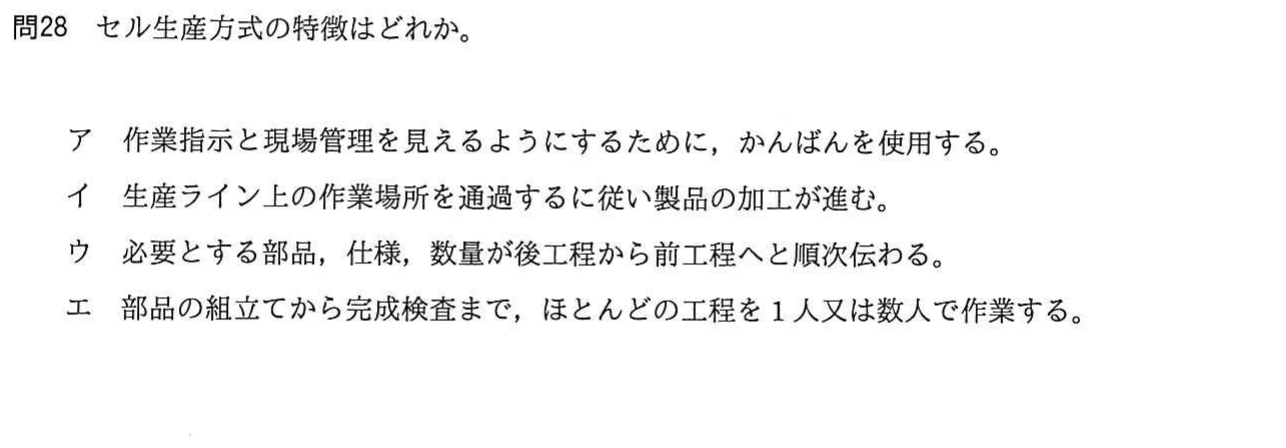 問28 セル生産方式の特徴はどれか。
ア 作業指示と現場管理を見えるようにするために，かんばんを使用する。
イ 生産ライン上の作業場所を通過するに従い製品の加工が進む。
ウ 必要とする部品，仕様，数量が後工程から前工程へと順次伝わる。
エ 部品の組立てから完成検査まで，ほとんどの工程を1人又は数人で作業する。